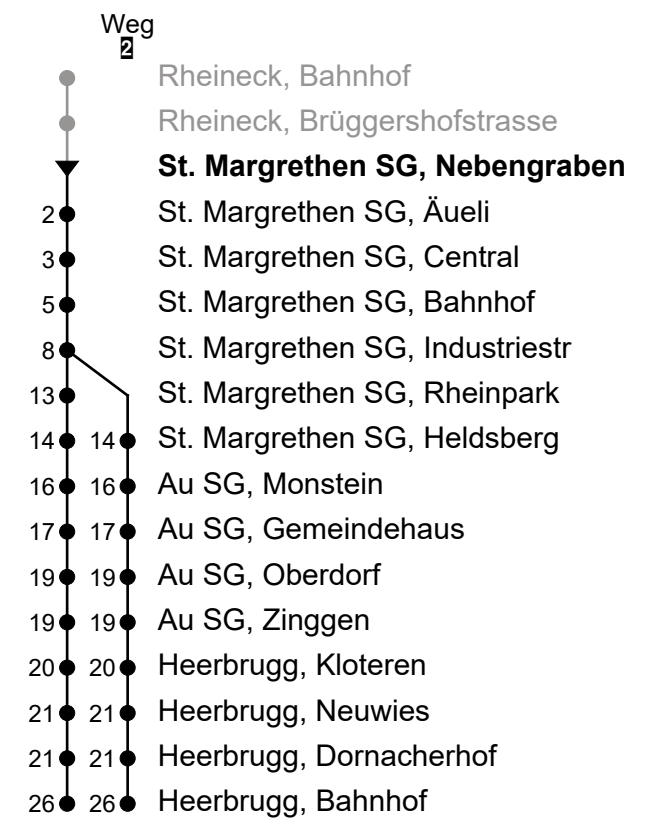 Weg
2
Rheineck, Bahnhof
Rheineck, Brüggershofstrasse
St. Margrethen SG, Nebengraben
2 St. Margrethen SG, Äueli
3 St. Margrethen SG, Central
5 St. Margrethen SG, Bahnhof
8 St. Margrethen SG, Industriestr
13 St. Margrethen SG, Rheinpark
14 14 St. Margrethen SG, Heldsberg
16 16 Au SG, Monstein
17 17 Au SG, Gemeindehaus
19 19 Au SG, Oberdorf
19 19 Au SG, Zinggen
20 20 Heerbrugg, Kloteren
21 21 Heerbrugg, Neuwies
21 21 Heerbrugg, Dornacherhof
26 26 Heerbrugg, Bahnhof